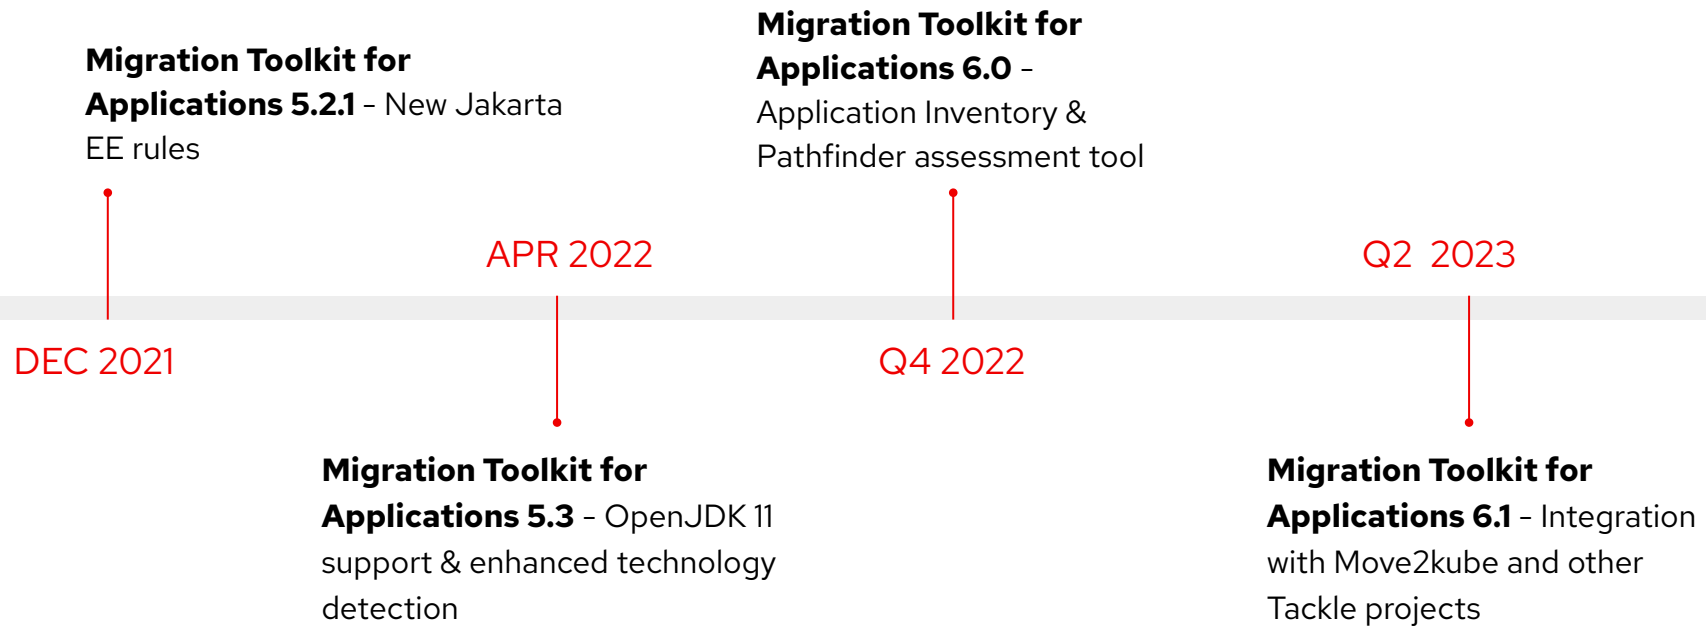 Migration Toolkit for
Applications 5.2.1 - New Jakarta
EE rules
DEC 2021
APR 2022
Migration Toolkit for
Applications 5.3 - OpenJDK 11
support & enhanced technology
detection
Migration Toolkit for
Applications 6.0 -
Application Inventory &
Pathfinder assessment tool
Q4 2022
Q2  2023
Migration Toolkit for
Applications 6.1 - Integration
with Move2kube and other
Tackle projects